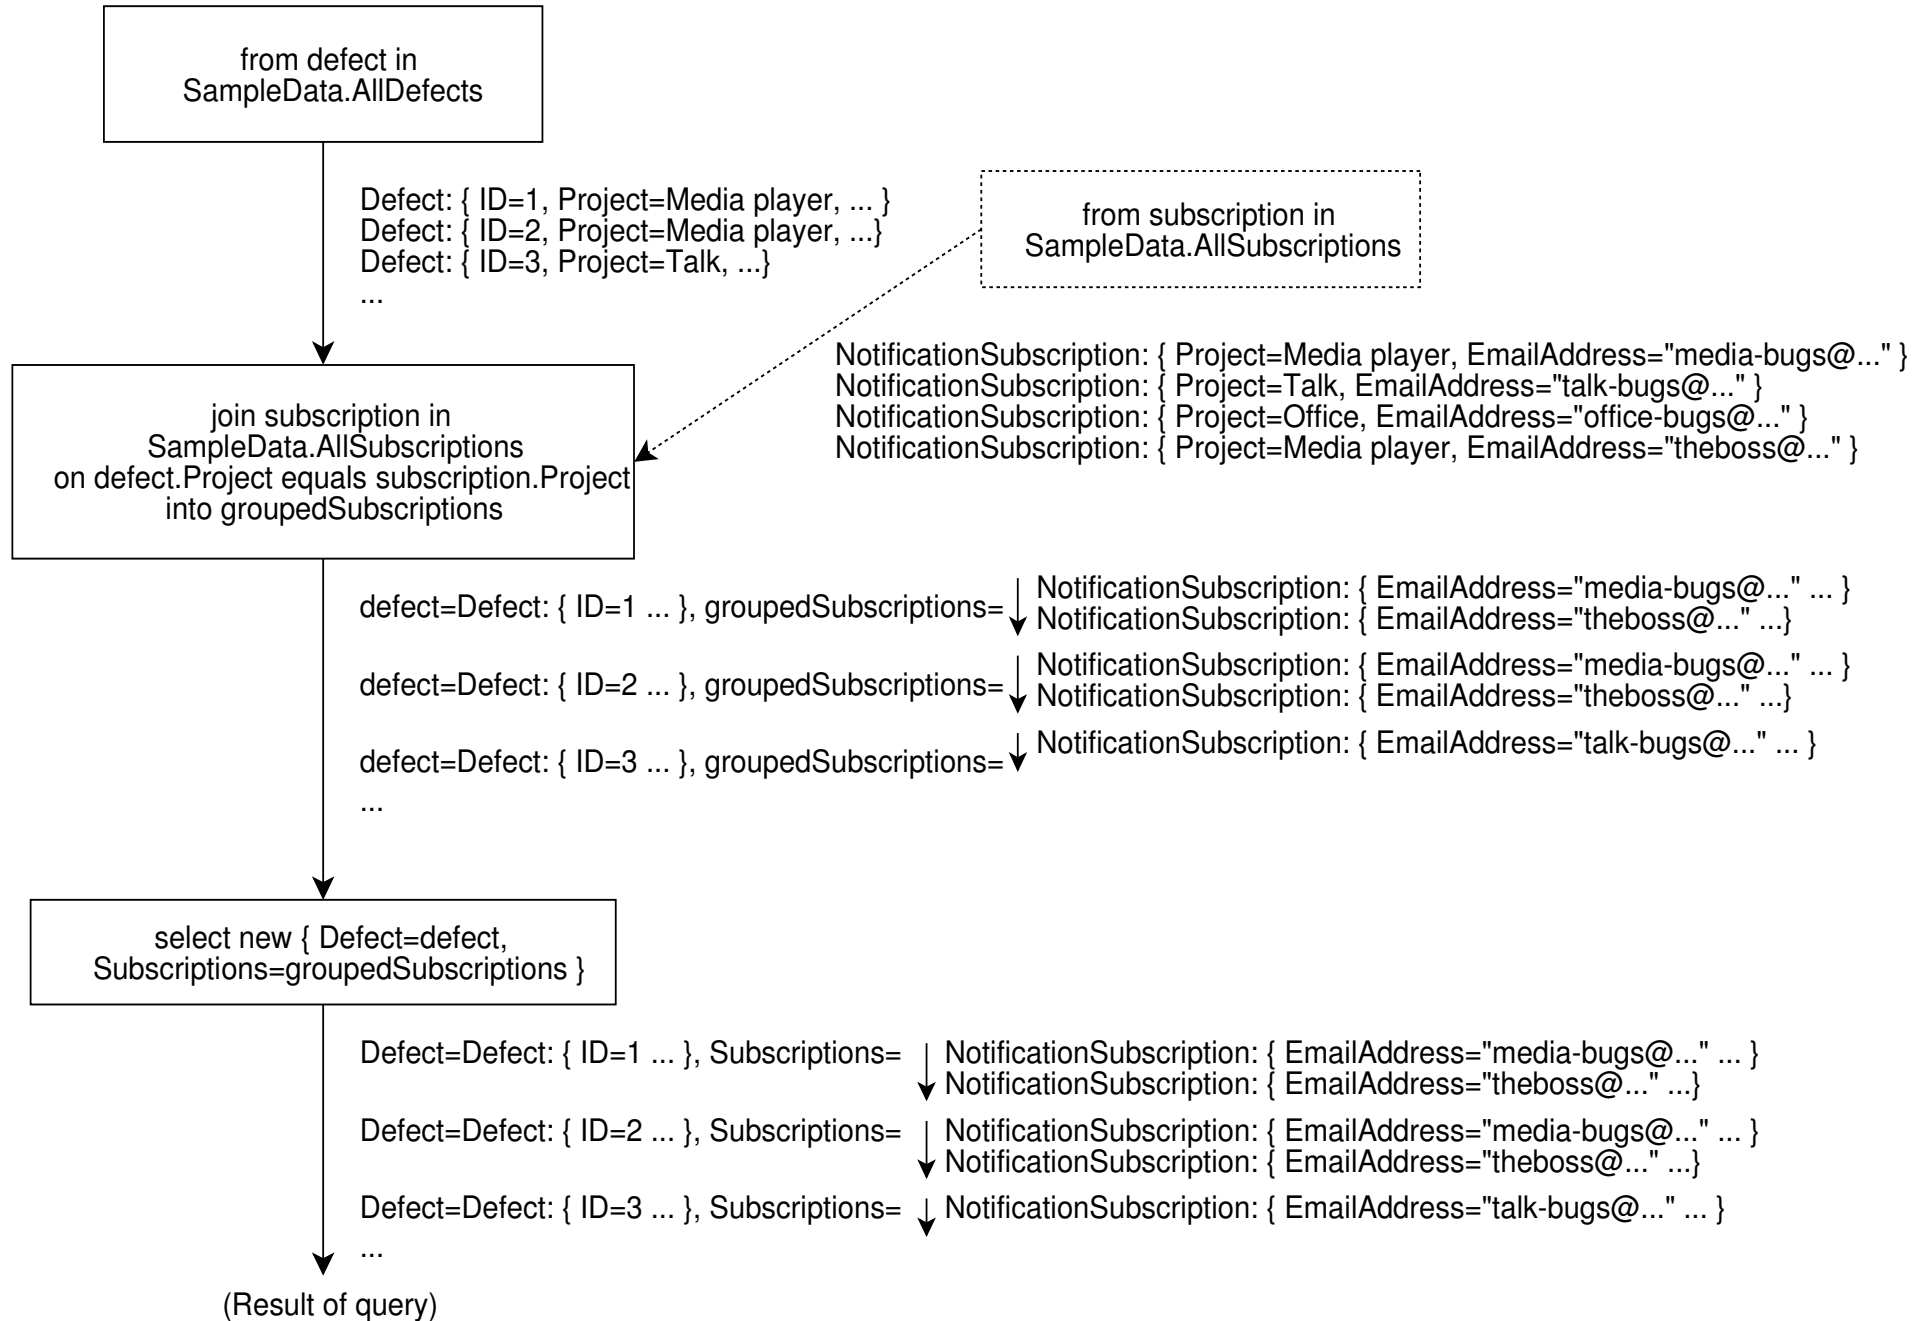 from defect in
SampleData.AllDefects
Defect: { ID=1, Project=Media player, ... }
Defect: { ID=2, Project=Media player, ...}
Defect: { ID=3, Project=Talk, ...}
...
from subscription in
SampleData.AllSubscriptions
NotificationSubscription: { Project=Media player, EmailAddress="media-bugs@..." }
NotificationSubscription: { Project=Talk, EmailAddress="talk-bugs@..." }
NotificationSubscription: { Project=Office, EmailAddress="office-bugs@..." }
NotificationSubscription: { Project=Media player, EmailAddress="theboss@..." }
join subscription in
SampleData.AllSubscriptions
on defect.Project equals subscription.Project
into groupedSubscriptions
defect=Defect: { ID=1 ... }, groupedSubscriptions=
NotificationSubscription: { EmailAddress="media-bugs@..." ... }
NotificationSubscription: { EmailAddress="theboss@..." ...}
defect=Defect: { ID=2 ... }, groupedSubscriptions=
NotificationSubscription: { EmailAddress="media-bugs@..." ... }
NotificationSubscription: { EmailAddress="theboss@..." ...}
defect=Defect: { ID=3 ... }, groupedSubscriptions=
NotificationSubscription: { EmailAddress="talk-bugs@..." ... }
...
select new { Defect=defect,
Subscriptions=groupedSubscriptions }
Defect=Defect: { ID=1 ... }, Subscriptions=
NotificationSubscription: { EmailAddress="media-bugs@..." ... }
NotificationSubscription: { EmailAddress="theboss@..." ...}
Defect=Defect: { ID=2 ... }, Subscriptions=
NotificationSubscription: { EmailAddress="media-bugs@..." ... }
NotificationSubscription: { EmailAddress="theboss@..." ...}
Defect=Defect: { ID=3 ... }, Subscriptions=
NotificationSubscription: { EmailAddress="talk-bugs@..." ... }
...
(Result of query)